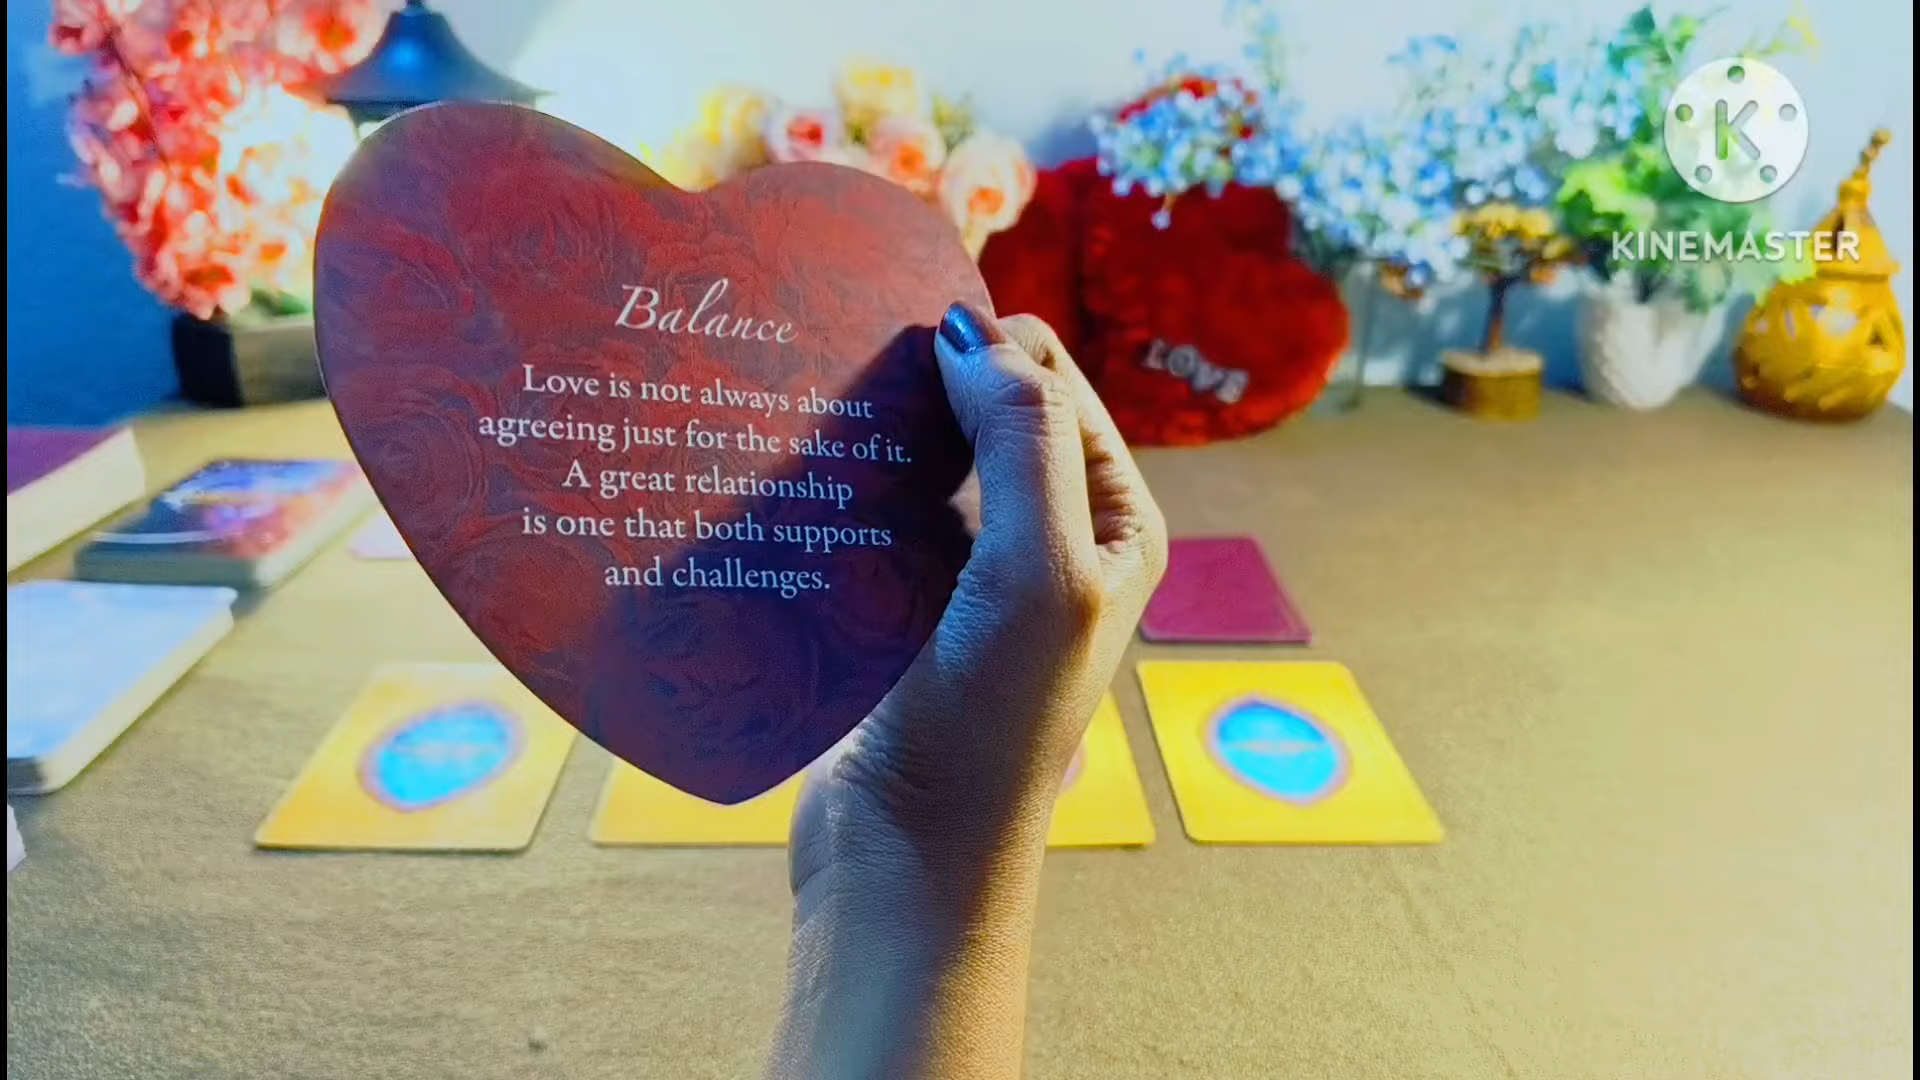 K
KINEMASTER
Balance
Love is not always about
agreeing just for the sake of it.
A great relationship
is one that both supports
and challenges.
LOVE